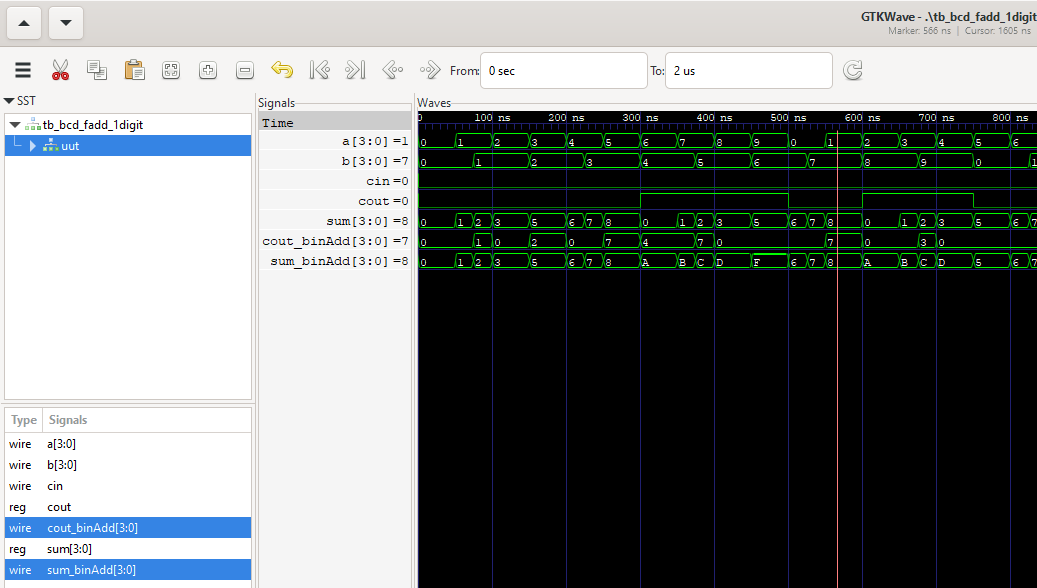 GTKWave - .\tb_bcd_fadd_1digit
Marker: 566 ns | Cursor: 1605 ns
From: 0 sec To: 2 us
SST
tb_bcd_fadd_1digit
uut
Type Signals
wire a[3:0]
wire b[3:0]
wire cin
reg cout
wire cout_binAdd[3:0]
reg sum[3:0]
wire sum_binAdd[3:0]
Signals
Time
a[3:0] =1
b[3:0] =7
cin =0
cout =0
sum[3:0] =8
cout_binAdd[3:0] =7
sum_binAdd[3:0] =8
Waves
0 100 ns 200 ns 300 ns 400 ns 500 ns 600 ns 700 ns 800 ns
0 1 2 3 4 5 6 7 8 9 0 1 2 3 4 5 6
0 1 2 3 4 5 6 7 8 9 0 1
0 1 2 3 5 6 7 8 0 1 2 3 5 6 7 8 0 1 2 3 5 6 7
0 1 0 2 0 7 4 7 0 7 0 3 0
0 1 2 3 5 6 7 8 A B C D F 6 7 8 A B C D 5 6 7